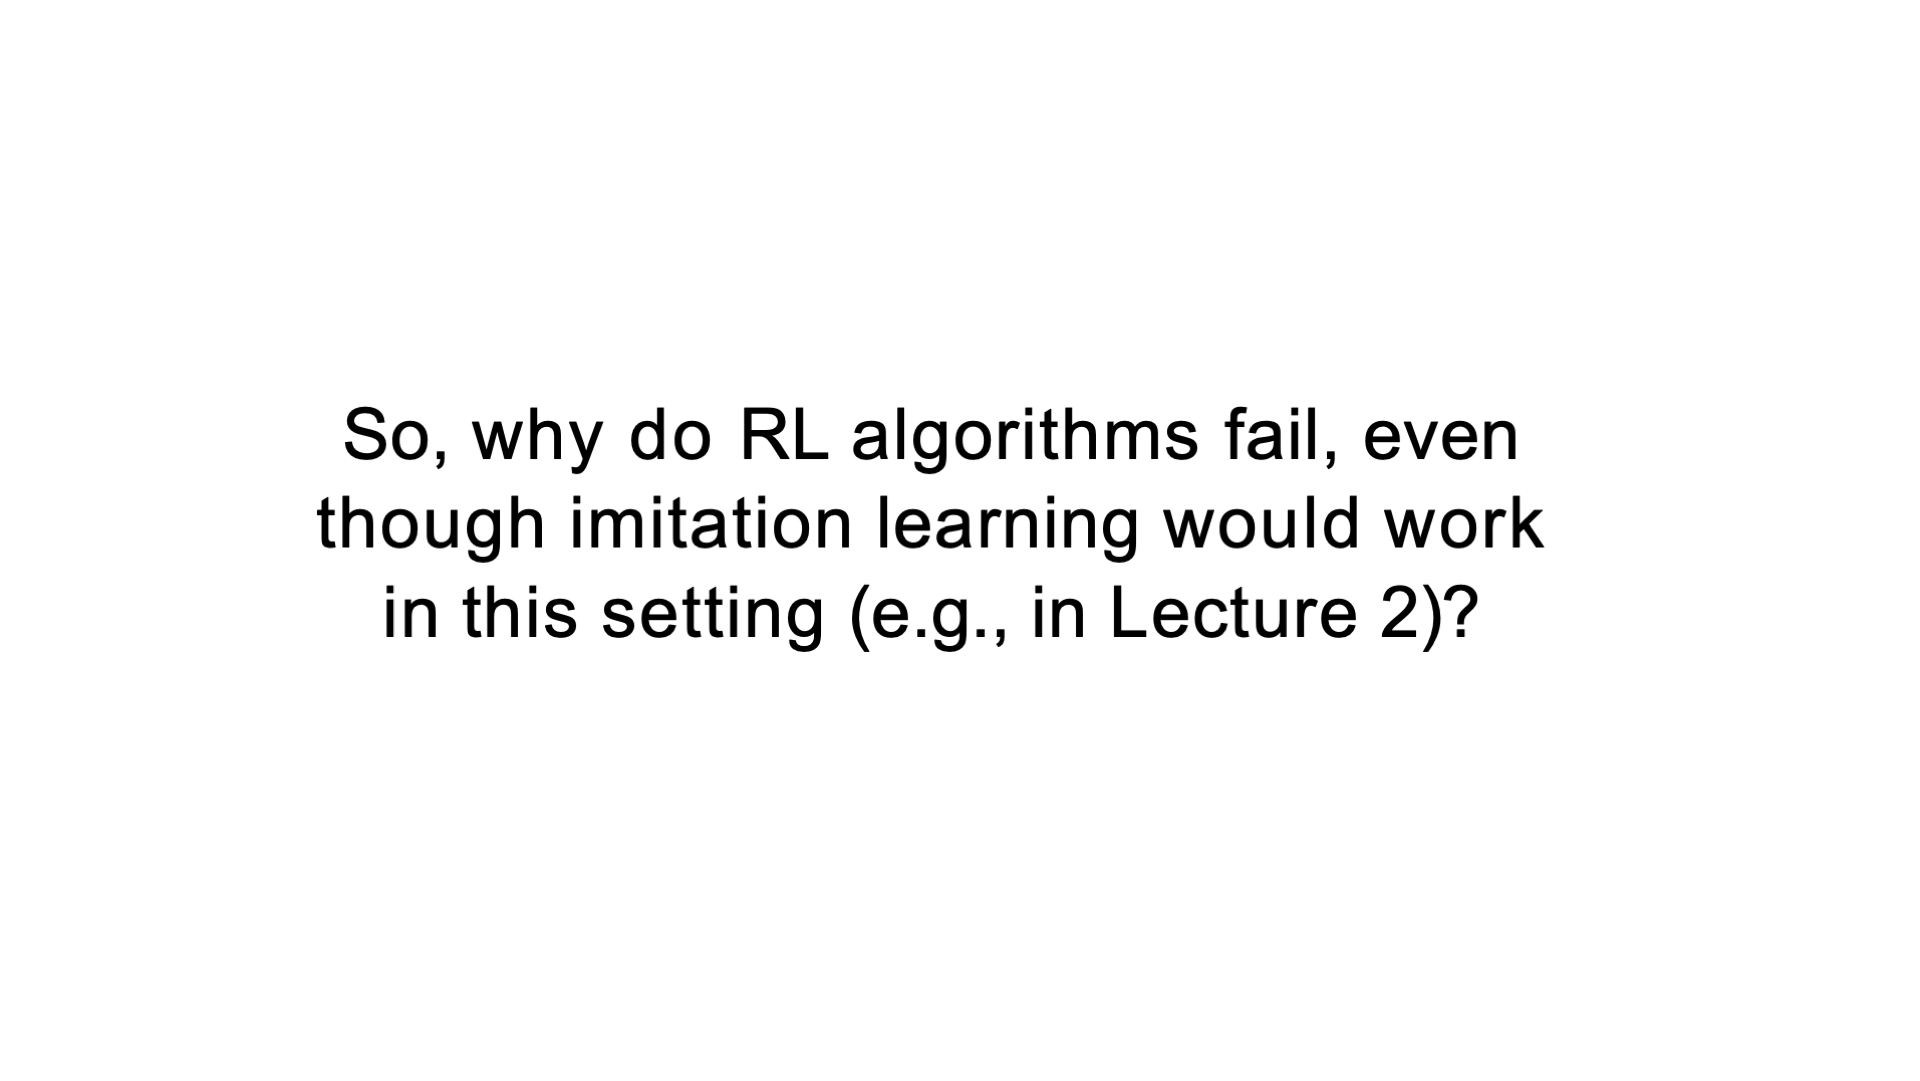 So, why do RL algorithms fail, even
though imitation learning would work
in this setting (e.g., in Lecture 2)?